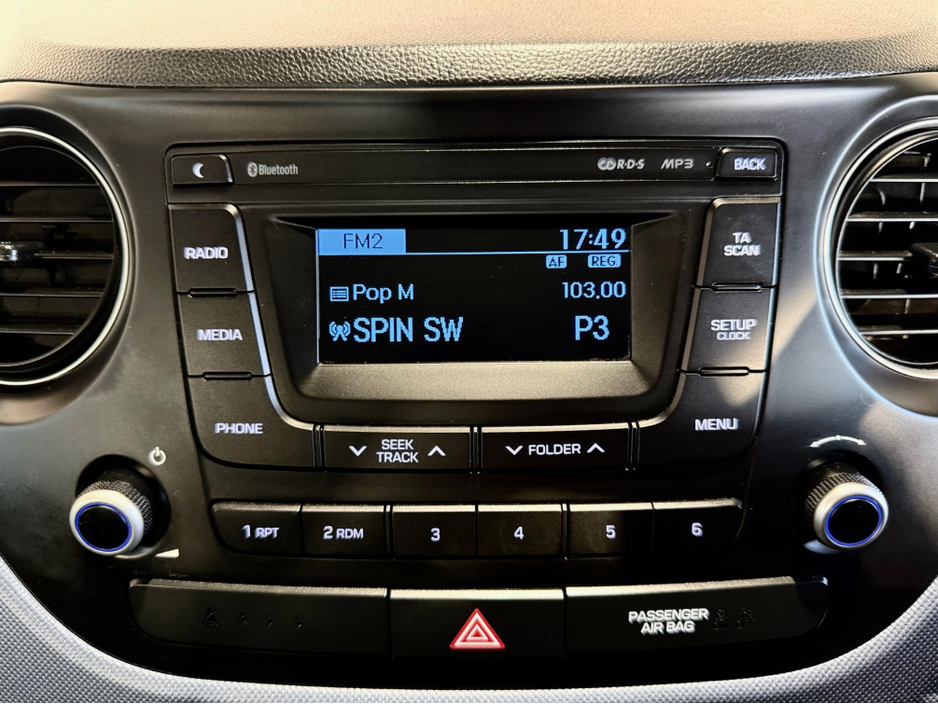 Bluetooth
R·D·S MP3 BACK
RADIO
FM2 17:49
AF REG
TA
SCAN
Pop M 103.00
MEDIA
SPIN SW P3
SETUP
CLOCK
PHONE
SEEK
TRACK
FOLDER
MENU
1 RPT 2 RDM 3 4 5 6
PASSENGER
AIR BAG